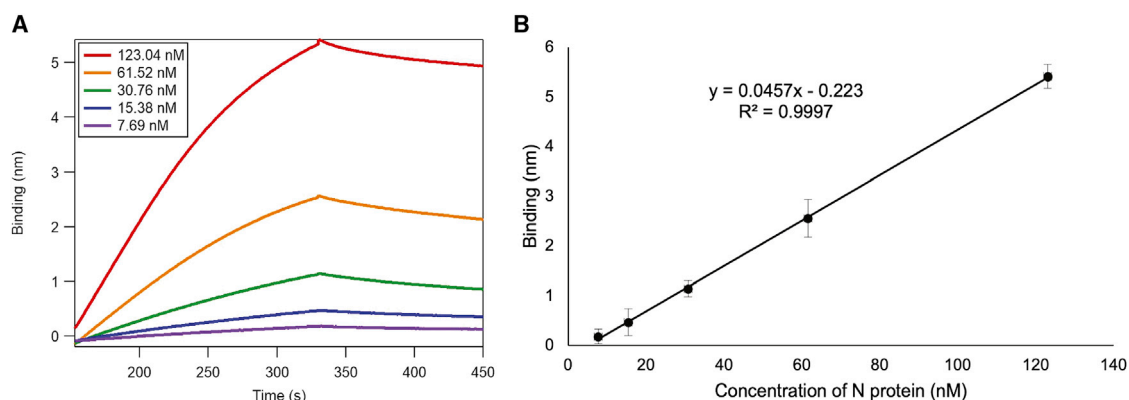 A
123.04 nM
61.52 nM
30.76 nM
15.38 nM
7.69 nM
5
4
3
2
1
0
Binding (nm)
200
250
300
350
400
450
Time (s)
B
y = 0.0457x - 0.223
R² = 0.9997
6
5
4
3
2
1
0
Binding (nm)
0
20
40
60
80
100
120
140
Concentration of N protein (nM)